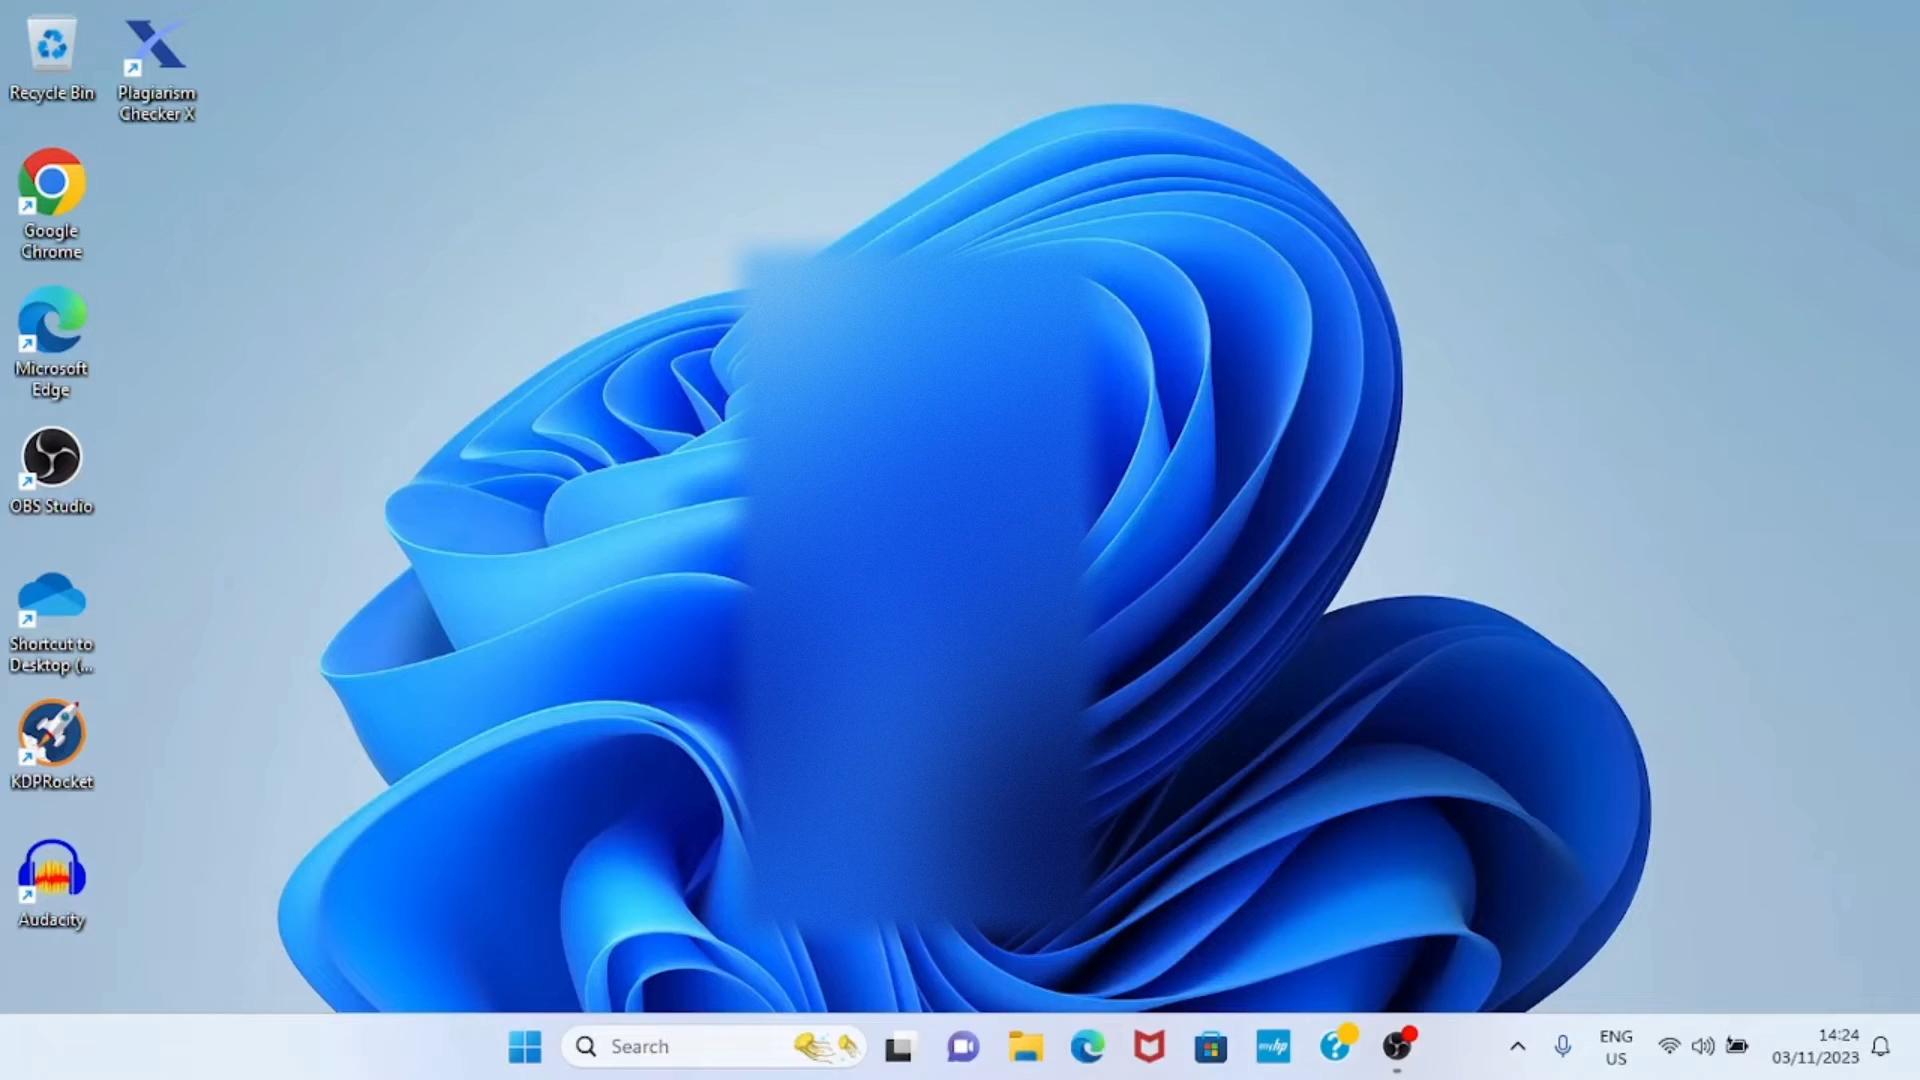 Recycle Bin
Plagiarism
Checker X
Google
Chrome
Microsoft
Edge
OBS Studio
Shortcut to
Desktop (...
KDPRocket
Audacity
Search
myhp
ENG
US
14:24
03/11/2023